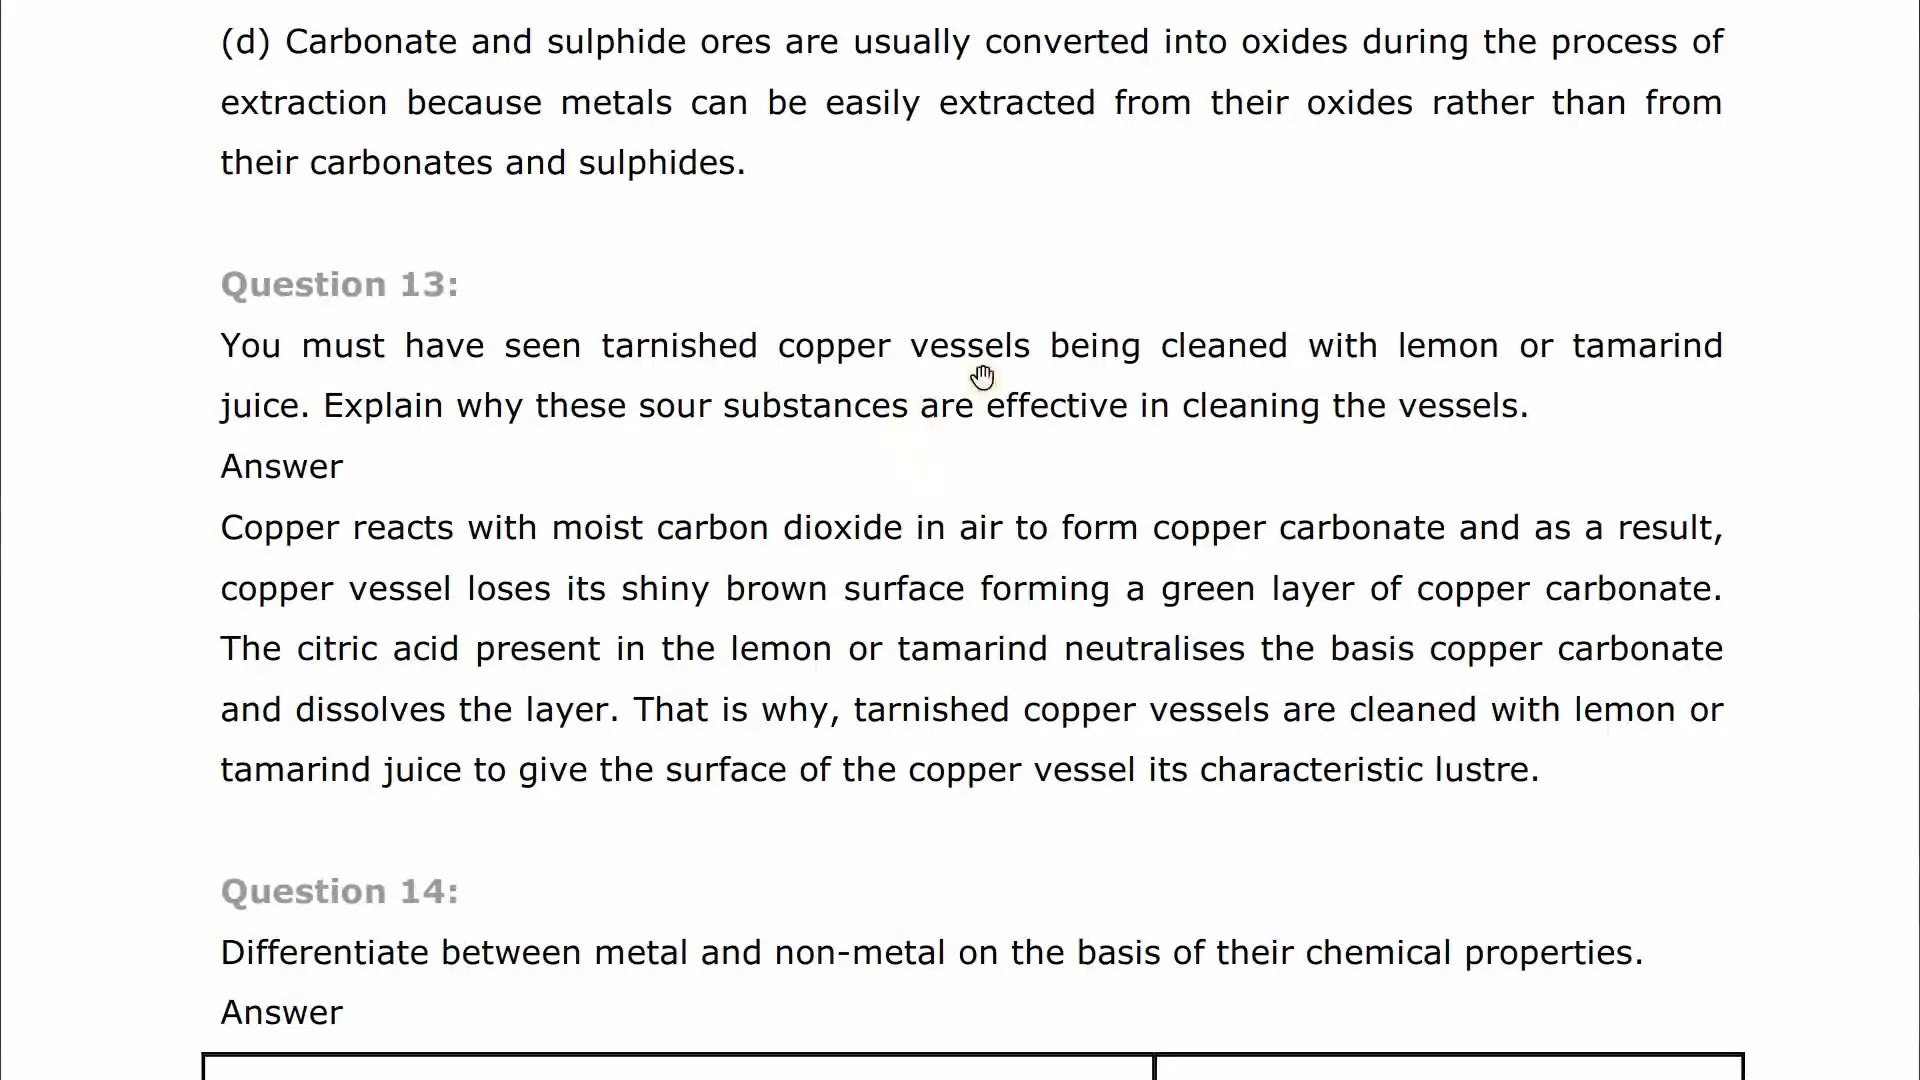 (d) Carbonate and sulphide ores are usually converted into oxides during the process of
extraction because metals can be easily extracted from their oxides rather than from
their carbonates and sulphides.
Question 13:
You must have seen tarnished copper vessels being cleaned with lemon or tamarind
juice. Explain why these sour substances are effective in cleaning the vessels.
Answer
Copper reacts with moist carbon dioxide in air to form copper carbonate and as a result,
copper vessel loses its shiny brown surface forming a green layer of copper carbonate.
The citric acid present in the lemon or tamarind neutralises the basis copper carbonate
and dissolves the layer. That is why, tarnished copper vessels are cleaned with lemon or
tamarind juice to give the surface of the copper vessel its characteristic lustre.
Question 14:
Differentiate between metal and non-metal on the basis of their chemical properties.
Answer